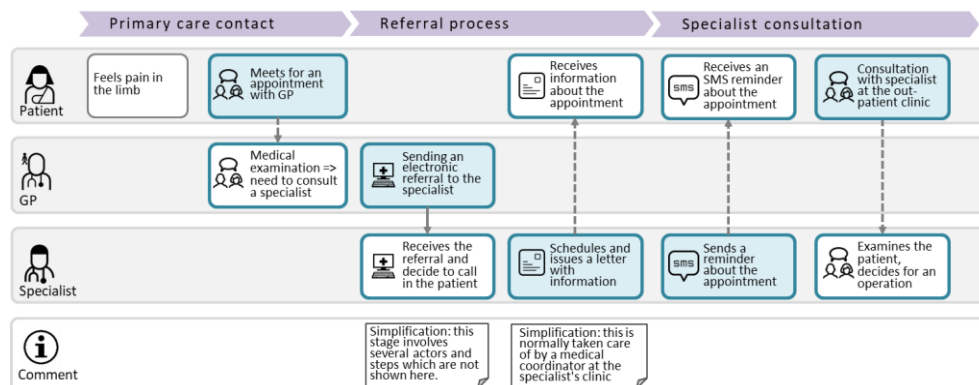 Primary care contact
Referral process
Specialist consultation
Patient
Feels pain in
the limb
Meets for an
appointment
with GP
Receives
information
about the
appointment
sms
Receives an
SMS reminder
about the
appointment
Consultation
with specialist
at the out-
patient clinic
GP
Medical
examination =>
need to consult
a specialist
Sending an
electronic
referral to the
specialist
Specialist
Receives the
referral and
decide to call
in the patient
Schedules and
issues a letter
with
information
sms
Sends a
reminder
about the
appointment
Examines the
patient,
decides for an
operation
Comment
Simplification: this
stage involves
several actors and
steps which are not
shown here.
Simplification: this is
normally taken care
of by a medical
coordinator at the
specialist's clinic